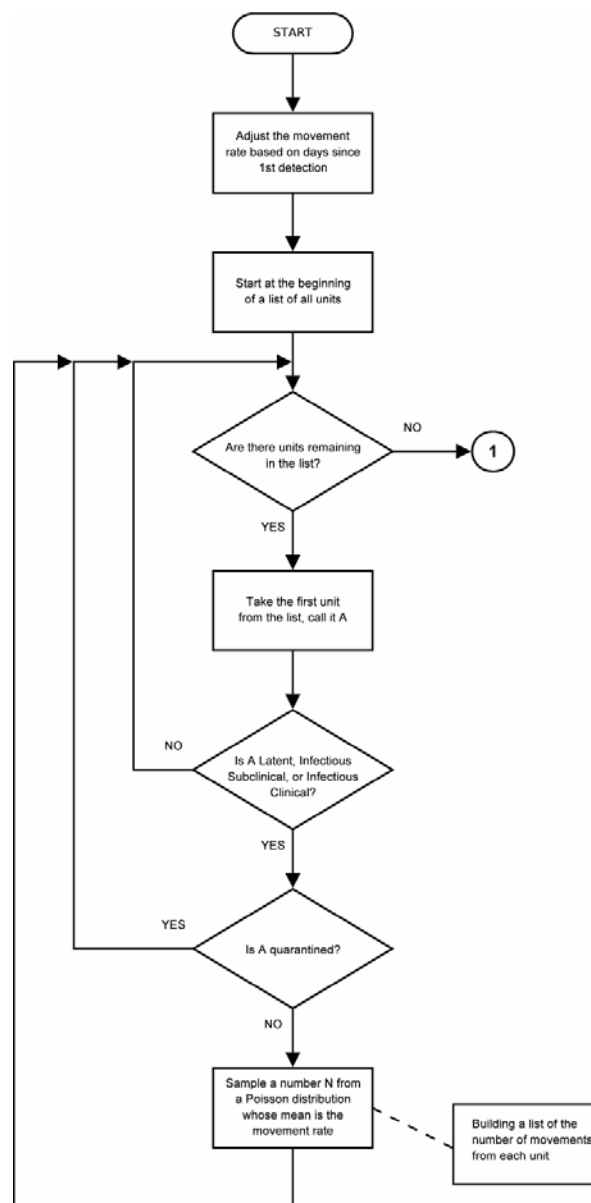 START
Adjust the movement
rate based on days since
1st detection
Start at the beginning
of a list of all units
Are there units remaining
in the list?
NO
1
YES
Take the first unit
from the list, call it A
NO
Is A Latent, Infectious
Subclinical, or Infectious
Clinical?
YES
YES
Is A quarantined?
NO
Sample a number N from
a Poisson distribution
whose mean is the
movement rate
Building a list of the
number of movements
from each unit